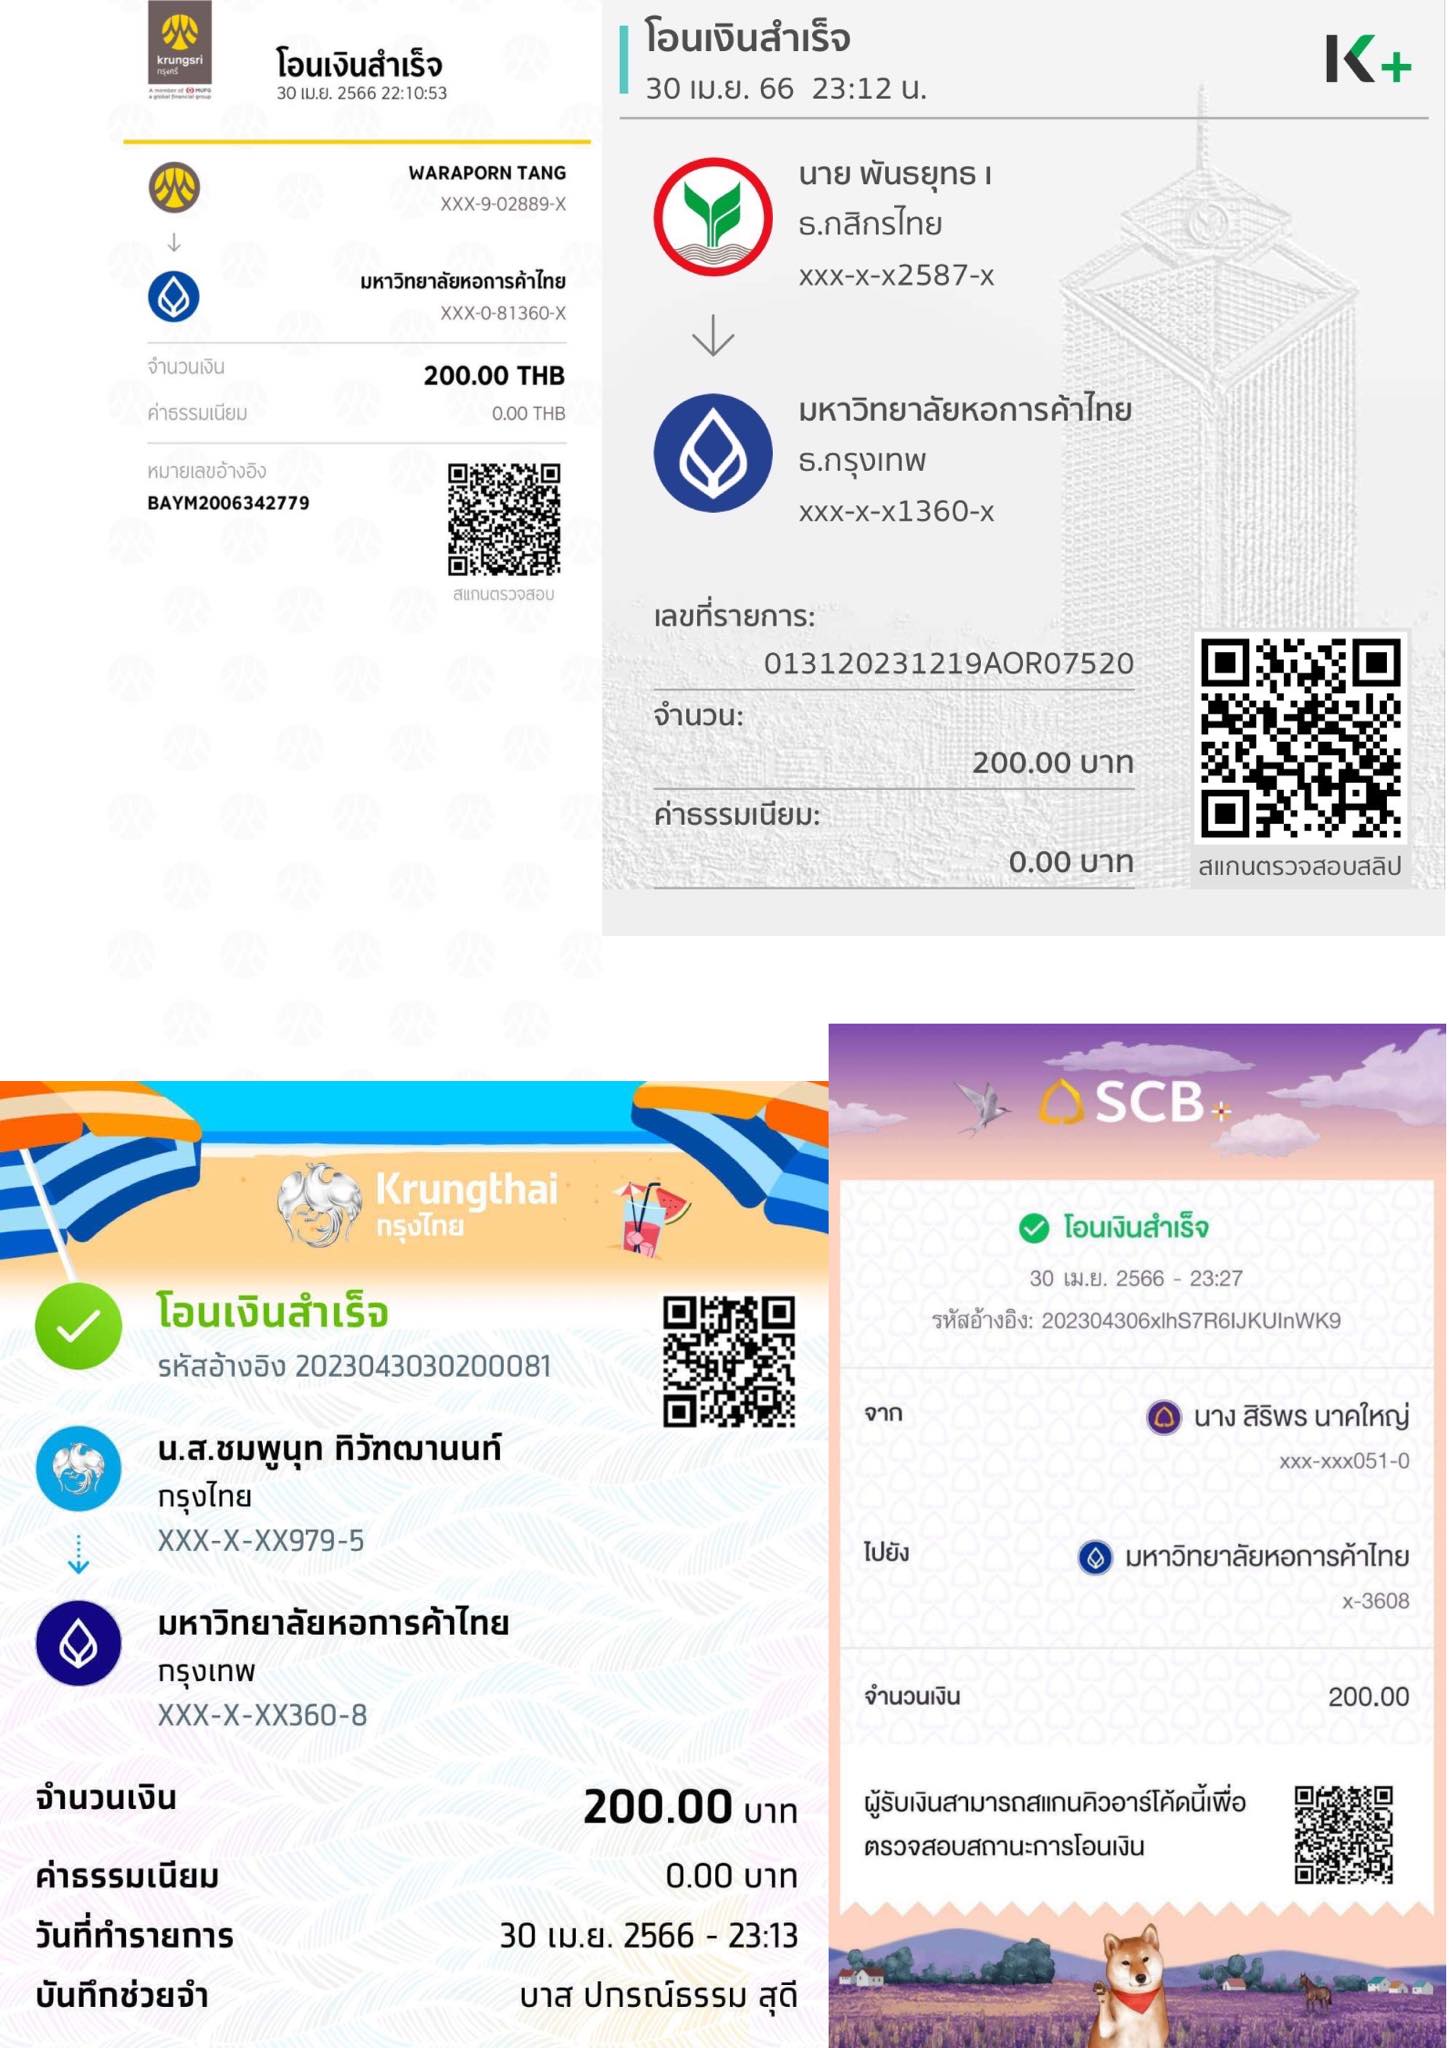 krungsri
กรุงศรี
A member of MUFG
a global financial group
โอนเงินสำเร็จ
30 เม.ย. 2566 22:10:53
WARAPORN TANG
XXX-9-02889-X
มหาวิทยาลัยหอการค้าไทย
XXX-0-81360-X
จำนวนเงิน
200.00 THB
ค่าธรรมเนียม
0.00 THB
หมายเลขอ้างอิง
BAYM2006342779
สแกนตรวจสอบ
โอนเงินสำเร็จ
30 เม.ย. 66 23:12 น.
K+
นาย พันธยุทธ เ
ธ.กสิกรไทย
xxx-x-x2587-x
มหาวิทยาลัยหอการค้าไทย
ธ.กรุงเทพ
xxx-x-x1360-x
เลขที่รายการ:
013120231219AOR07520
จำนวน:
200.00 บาท
ค่าธรรมเนียม:
0.00 บาท
สแกนตรวจสอบสลิป
Krungthai
กรุงไทย
โอนเงินสำเร็จ
รหัสอ้างอิง 2023043030200081
น.ส.ชมพูนุท ทิวัฑฒานนท์
กรุงไทย
XXX-X-XX979-5
มหาวิทยาลัยหอการค้าไทย
กรุงเทพ
XXX-X-XX360-8
จำนวนเงิน
200.00 บาท
ค่าธรรมเนียม
0.00 บาท
วันที่ทำรายการ
30 เม.ย. 2566 - 23:13
บันทึกช่วยจำ
บาส ปกรณ์ธรรม สุดี
SCB
โอนเงินสำเร็จ
30 เม.ย. 2566 - 23:27
รหัสอ้างอิง: 202304306xlhS7R6IJKUInWK9
จาก
นาง สิริพร นาคใหญ่
xxx-xxx051-0
ไปยัง
มหาวิทยาลัยหอการค้าไทย
x-3608
จำนวนเงิน
200.00
ผู้รับเงินสามารถสแกนคิวอาร์โค้ดนี้เพื่อ
ตรวจสอบสถานะการโอนเงิน